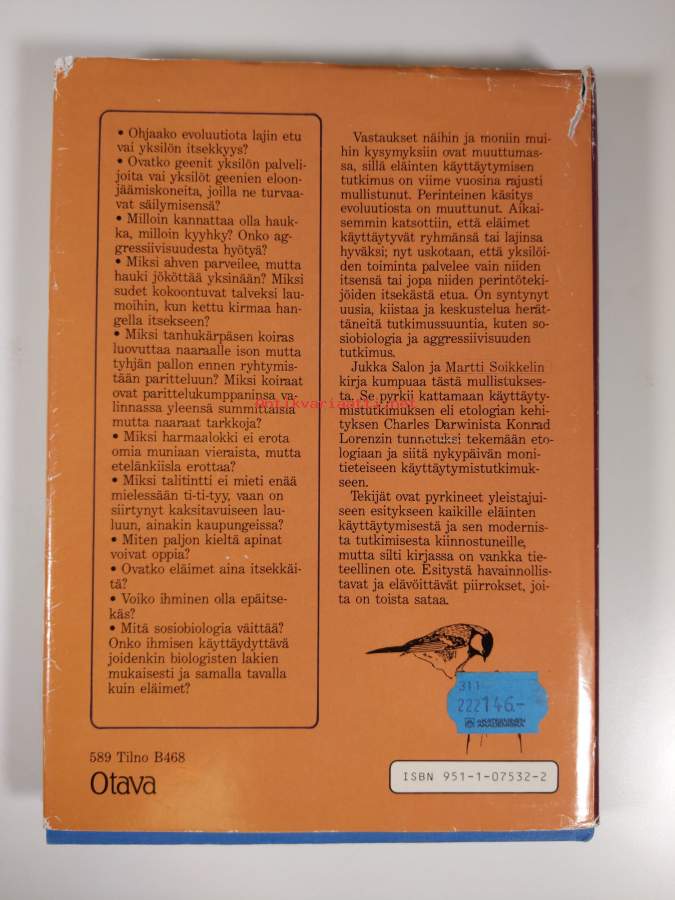 • Ohjaako evoluutiota lajin etu
vai yksilön itsekkyys?
• Ovatko geenit yksilön palveli-
joita vai yksilöt geenien eloon-
jäämiskoneita, joilla ne turvaa-
vat säilymisensä?
• Milloin kannattaa olla hauk-
ka, milloin kyyhky? Onko ag-
gressiivisuudesta hyötyä?
• Miksi ahven parveilee, mutta
hauki jököttää yksinään? Miksi
sudet kokoontuvat talveksi lau-
moihin, kun kettu kirmaa han-
gella itsekseen?
• Miksi tanhukärpäsen koiras
luovuttaa naaraalle ison mutta
tyhjän pallon ennen ryhtymis-
tään paritteluun? Miksi koiraat
ovat parittelukumppaninsa va-
linnassa yleensä summittaisia
mutta naaraat tarkkoja?
• Miksi harmaalokki ei erota
omia muniaan vieraista, mutta
etelänkiisla erottaa?
• Miksi talitintti ei mieti enää
mielessään ti-ti-tyy, vaan on
siirtynyt kaksitavuiseen lau-
luun, ainakin kaupungeissa?
• Miten paljon kieltä apinat
voivat oppia?
• Ovatko eläimet aina itsekkäi-
tä?
• Voiko ihminen olla epäitse-
käs?
• Mitä sosiobiologia väittää?
Onko ihmisen käyttäydyttävä
joidenkin biologisten lakien
mukaisesti ja samalla tavalla
kuin eläimet?
Vastaukset näihin ja moniin mui-
hin kysymyksiin ovat muuttumas-
sa, sillä eläinten käyttäytymisen
tutkimus on viime vuosina rajusti
mullistunut. Perinteinen käsitys
evoluutiosta on muuttunut. Aikai-
semmin katsottiin, että eläimet
käyttäytyvät ryhmänsä tai lajinsa
hyväksi; nyt uskotaan, että yksilöi-
den toiminta palvelee vain niiden
itsensä tai jopa niiden perintöteki-
jöiden itsekästä etua. On syntynyt
uusia, kiistaa ja keskustelua herät-
täneitä tutkimussuuntia, kuten so-
siobiologia ja aggressiivisuuden
tutkimus.
Jukka Salon ja Martti Soikkelin
kirja kumpuaa tästä mullistukses-
ta. Se pyrkii kattamaan käyttäyty-
mistutkimuksen eli etologian kehi-
tyksen Charles Darwinista Konrad
Lorenzin tunnetuksi tekemään eto-
logiaan ja siitä nykypäivän moni-
tieteiseen käyttäytymistutkimuk-
seen.
Tekijät ovat pyrkineet yleistajui-
seen esitykseen kaikille eläinten
käyttäytymisestä ja sen modernis-
ta tutkimisesta kiinnostuneille,
mutta silti kirjassa on vankka tie-
teellinen ote. Esitystä havainnollis-
tavat ja elävöittävät piirrokset, joi-
ta on toista sataa.
antikvariaatti.net
311
222146.-
AKATEEMINEN
589 Tilno B468
Otava
ISBN 951-1-07532-2